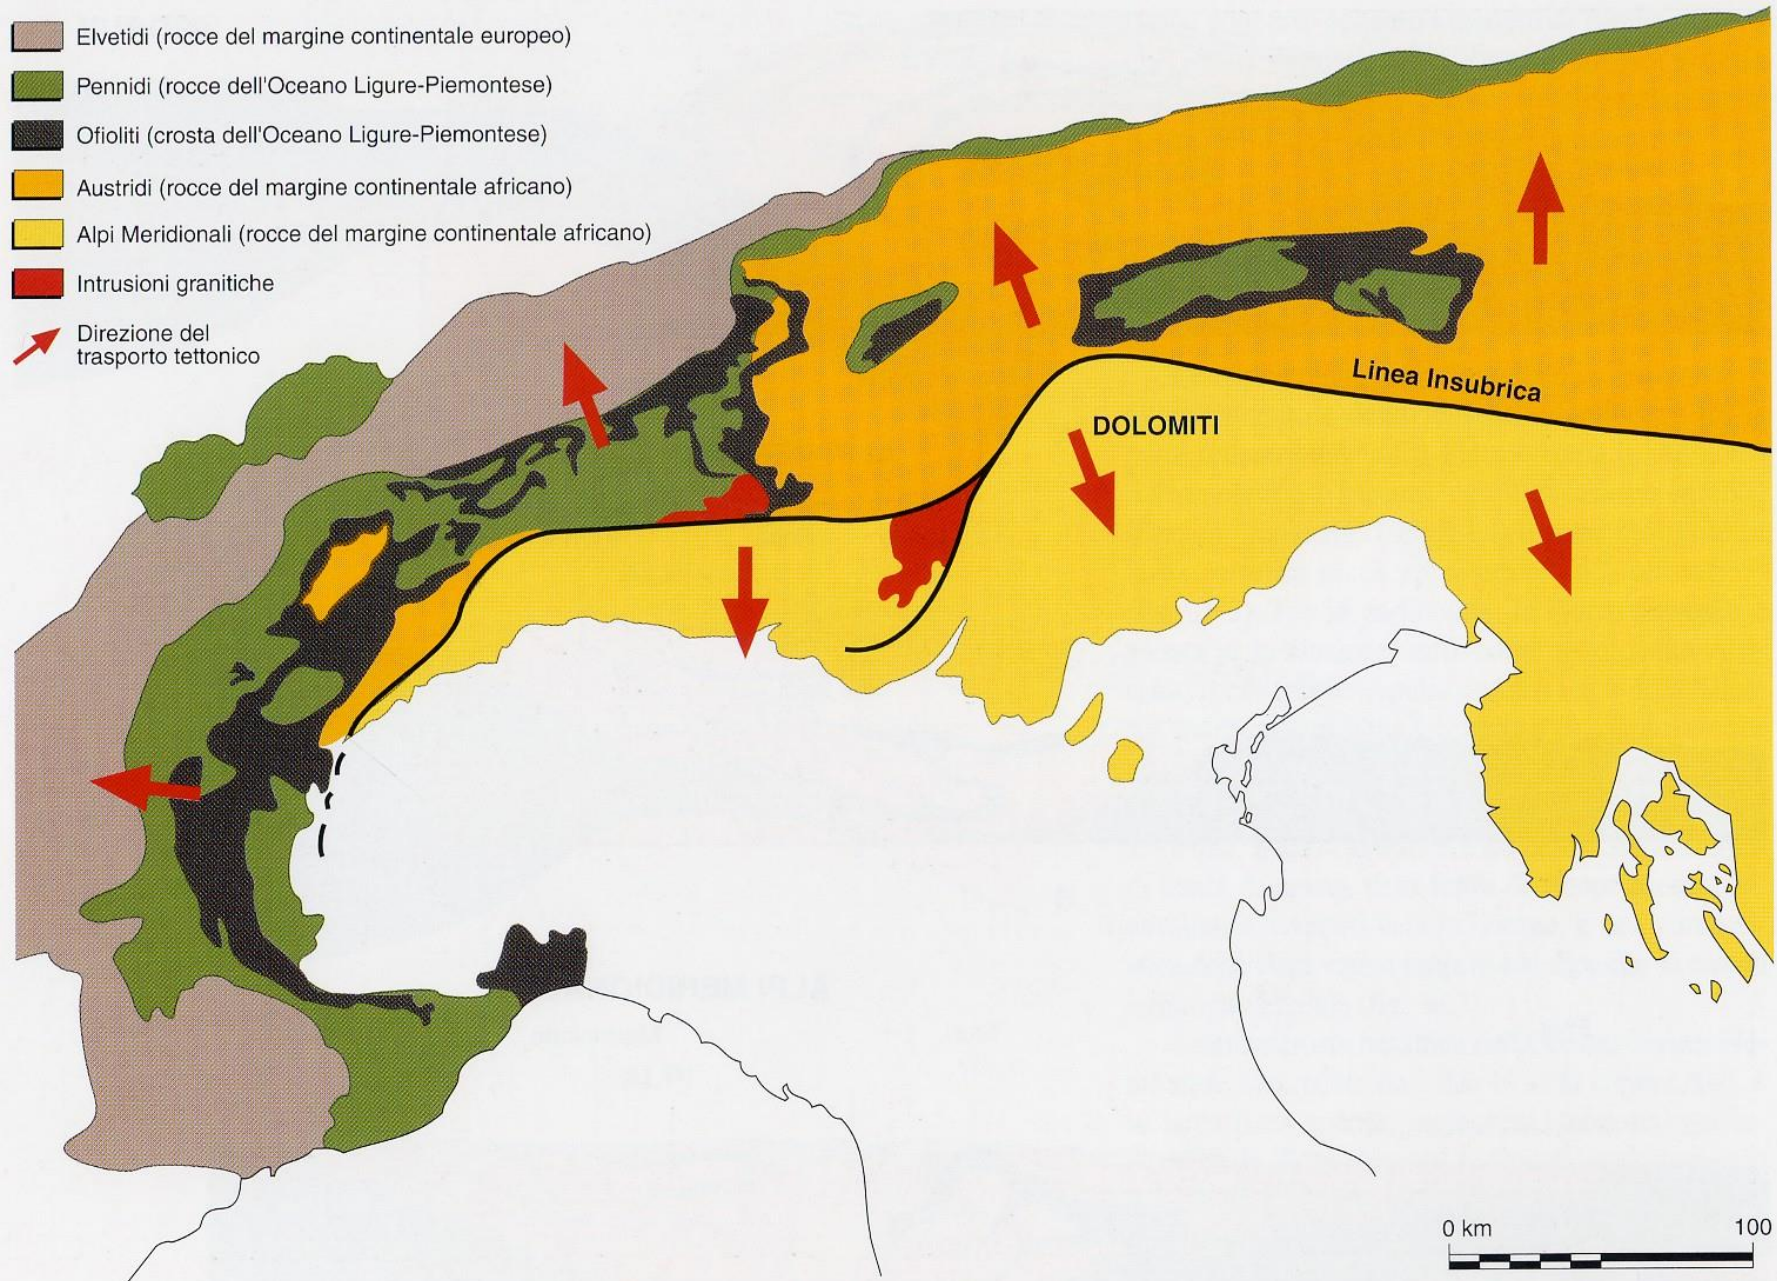 Elvetidi (rocce del margine continentale europeo)
Pennidi (rocce dell'Oceano Ligure-Piemontese)
Ofioliti (crosta dell'Oceano Ligure-Piemontese)
Austridi (rocce del margine continentale africano)
Alpi Meridionali (rocce del margine continentale africano)
Intrusioni granitiche
Direzione del
trasporto tettonico
Linea Insubrica
DOLOMITI
0 km 100